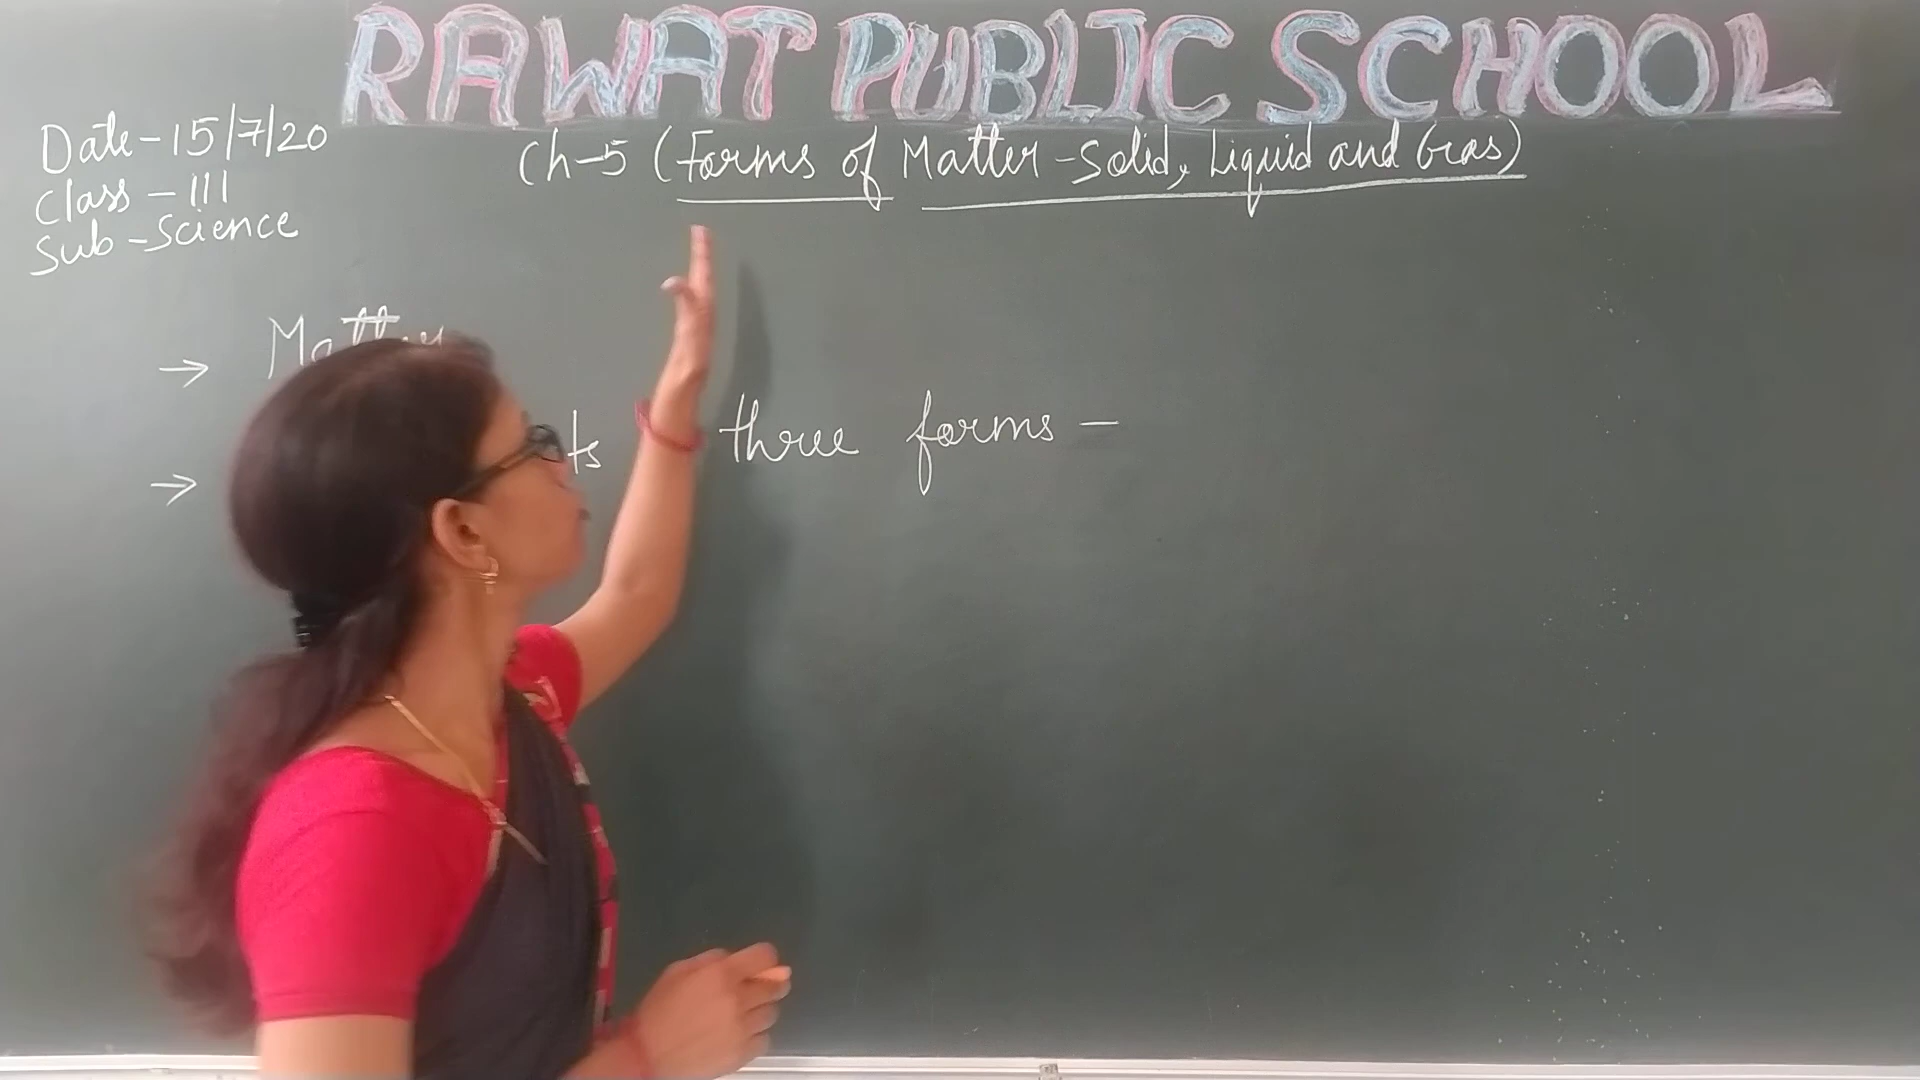 RAWAT PUBLIC SCHOOL
Date-15/7/20
Class - III
Sub-Science
Ch-5 (Forms of Matter-Solid, Liquid and Gas)
→ Matter
→ three forms -